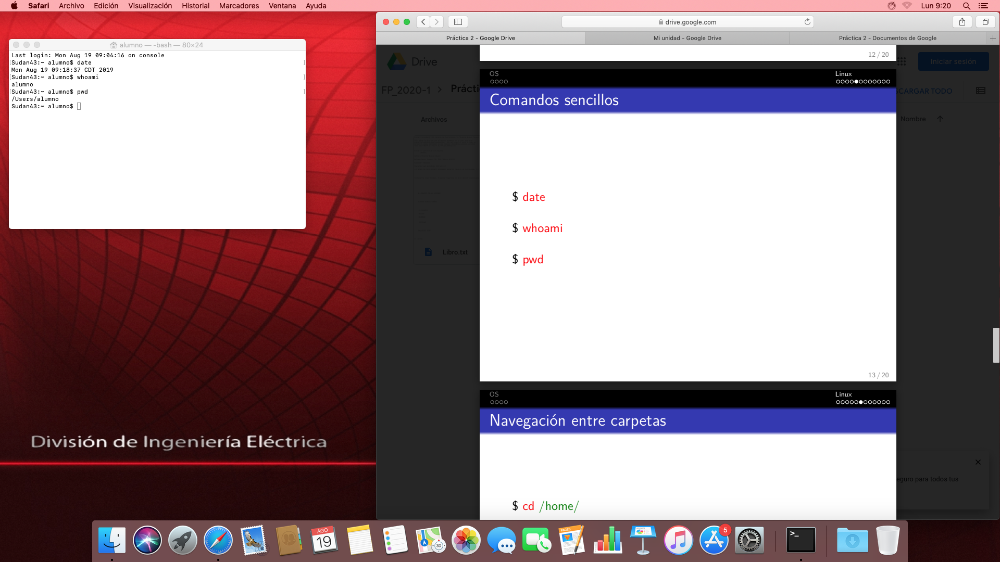 Safari Archivo Edición Visualización Historial Marcadores Ventana Ayuda
Lun 9:20
alumno — -bash — 80×24
Last login: Mon Aug 19 09:04:16 on console
[Sudan43:~ alumno$ date ]
Mon Aug 19 09:18:37 CDT 2019
[Sudan43:~ alumno$ whoami ]
alumno
[Sudan43:~ alumno$ pwd ]
/Users/alumno
Sudan43:~ alumno$
División de Ingeniería Eléctrica
drive.google.com
Práctica 2 - Google Drive
Mi unidad - Google Drive
Práctica 2 - Documentos de Google
Drive
Iniciar sesión
FP_2020-1 > Prácti
SCARGAR TODO
Archivos
Nombre
Libro.txt
12 / 20
OS
Linux
Comandos sencillos
$ date
$ whoami
$ pwd
13 / 20
OS
Linux
Navegación entre carpetas
$ cd /home/
eguro para todos tus
AGO
19
3D
PAGES
KEYNOTE
5
>_